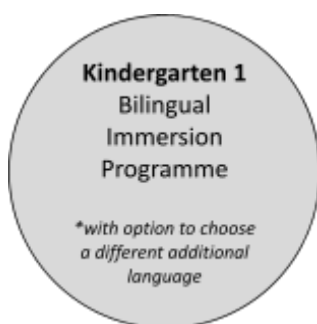 Kindergarten 1
Bilingual
Immersion
Programme
*with option to choose
a different additional
language